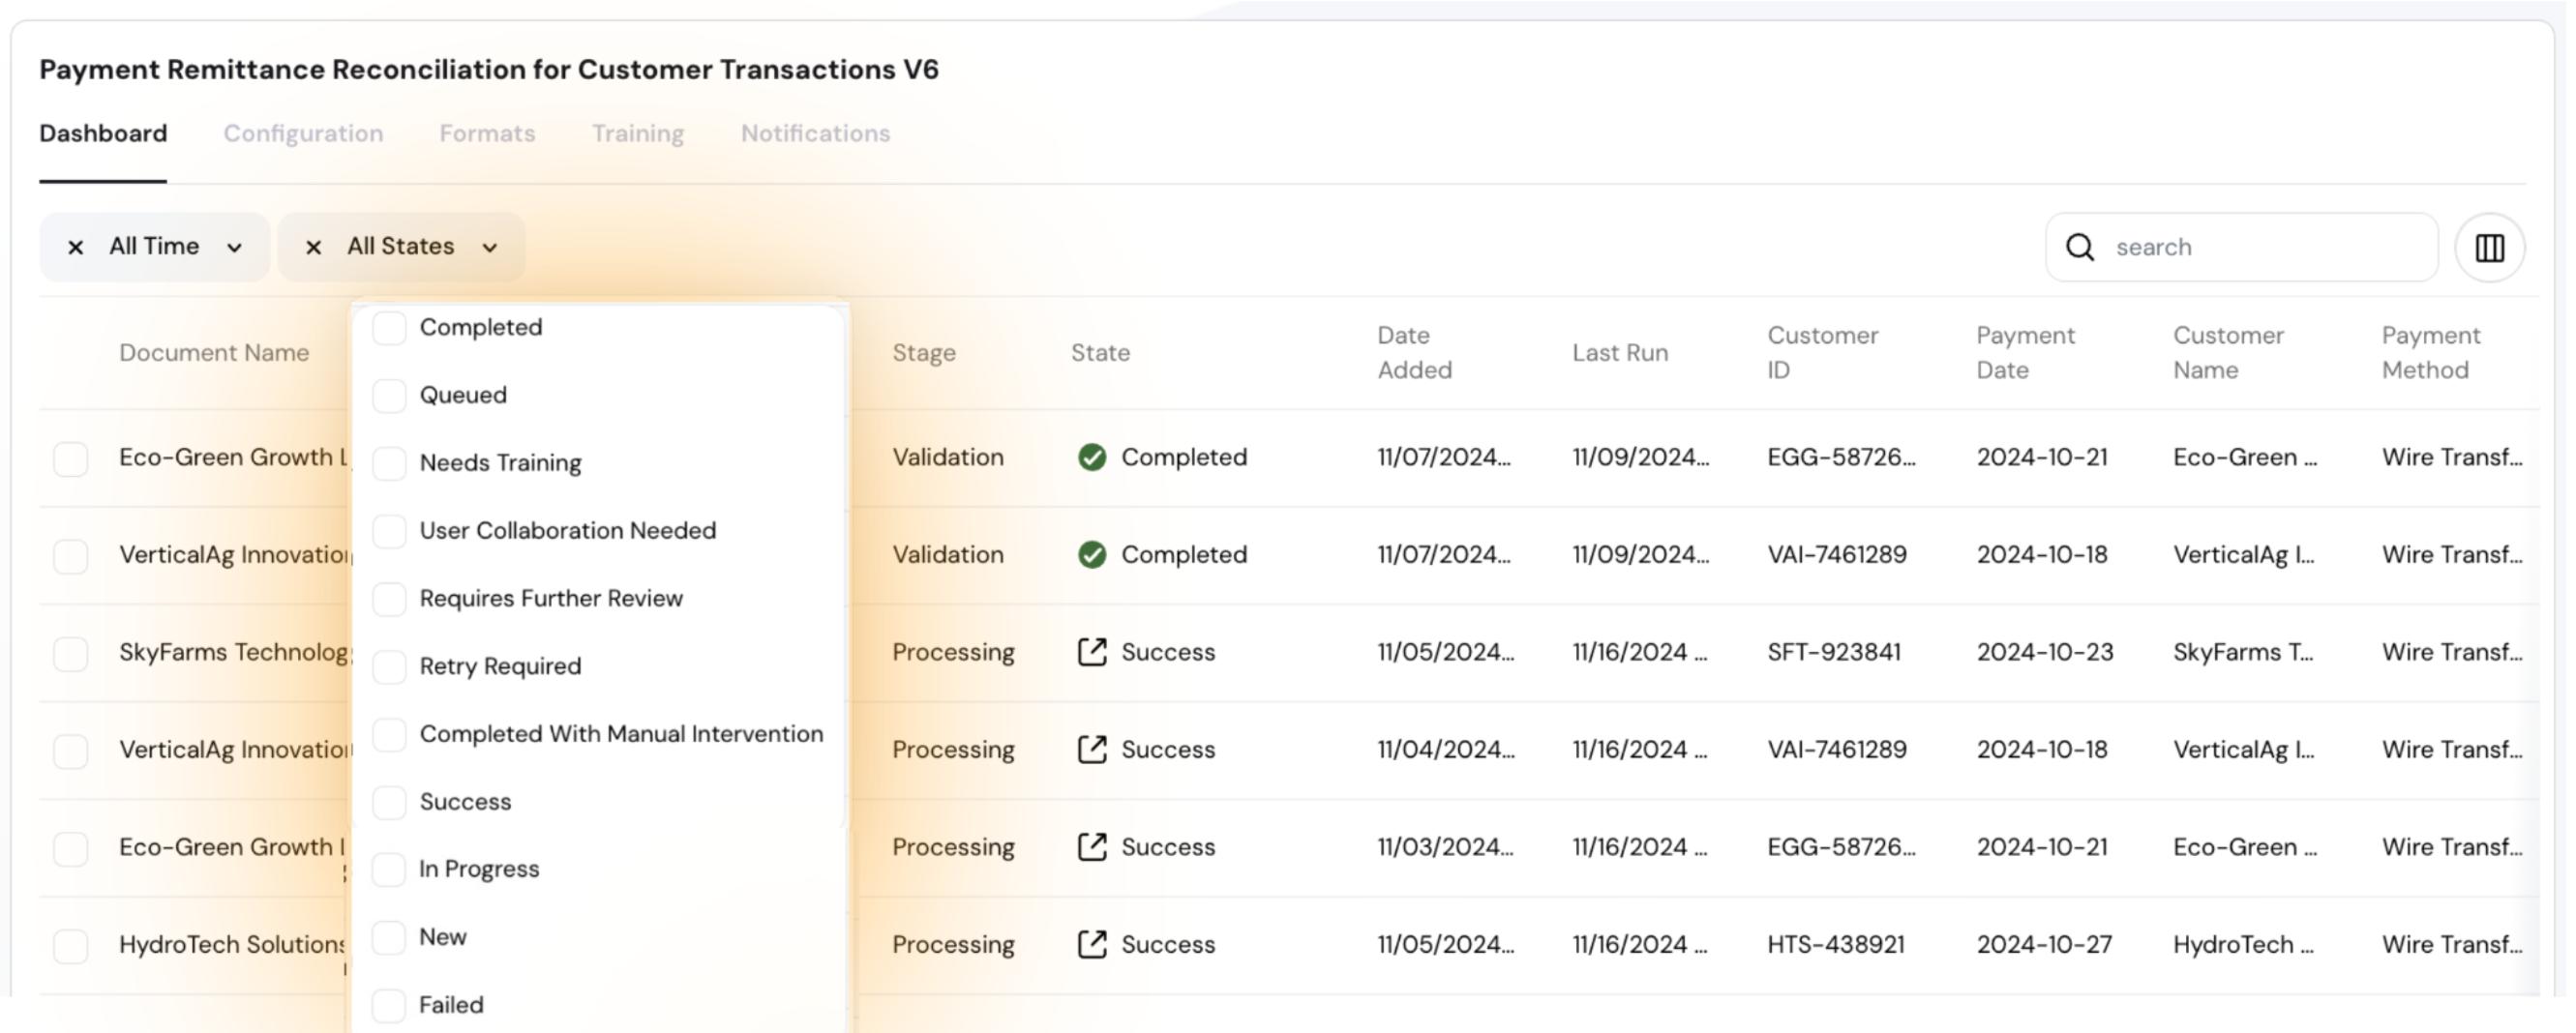 Payment Remittance Reconciliation for Customer Transactions V6
Dashboard Configuration Formats Training Notifications
All Time All States search
Completed
Queued
Needs Training
User Collaboration Needed
Requires Further Review
Retry Required
Completed With Manual Intervention
Success
In Progress
New
Failed
Document Name Stage State Date Added Last Run Customer ID Payment Date Customer Name Payment Method
Eco-Green Growth Validation Completed 11/07/2024... 11/09/2024... EGG-58726... 2024-10-21 Eco-Green ... Wire Transf...
VerticalAg Validation Completed 11/07/2024... 11/09/2024... VAI-7461289 2024-10-18 VerticalAg I... Wire Transf...
SkyFarms Processing Success 11/05/2024... 11/16/2024 ... SFT-923841 2024-10-23 SkyFarms T... Wire Transf...
VerticalAg Processing Success 11/04/2024... 11/16/2024 ... VAI-7461289 2024-10-18 VerticalAg I... Wire Transf...
Eco-Green Growth Processing Success 11/03/2024... 11/16/2024 ... EGG-58726... 2024-10-21 Eco-Green ... Wire Transf...
HydroTech Solutions Processing Success 11/05/2024... 11/16/2024 ... HTS-438921 2024-10-27 HydroTech ... Wire Transf...